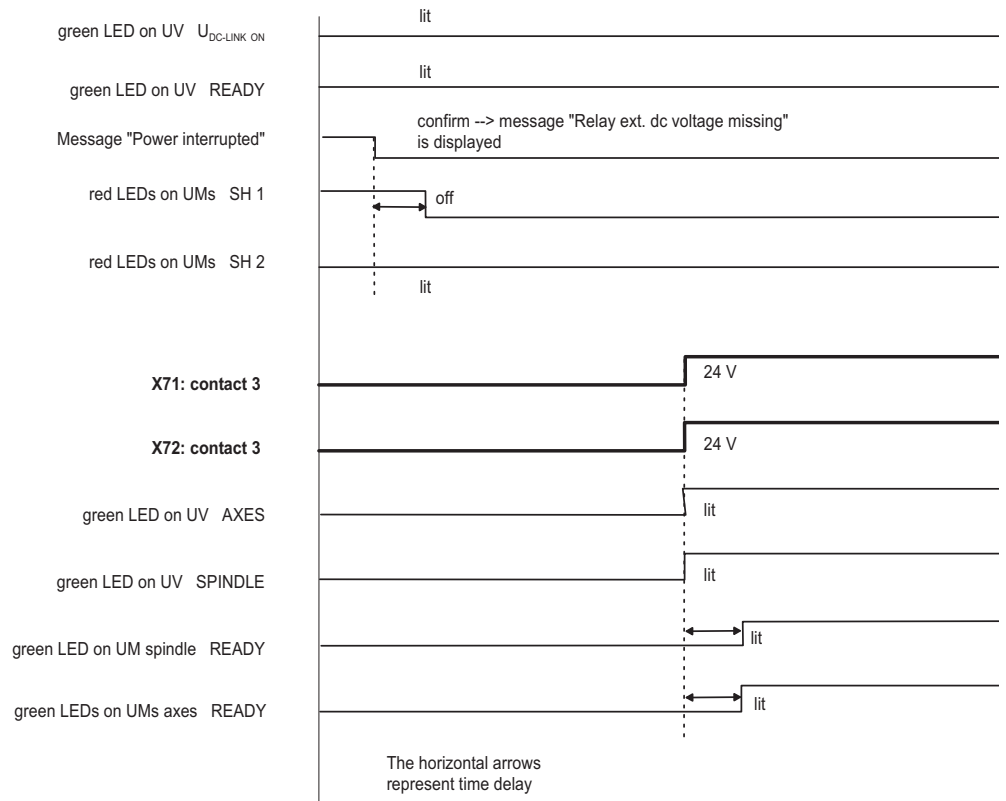 lit
green LED on UV U DC-LINK ON
lit
green LED on UV READY
confirm --> message "Relay ext. dc voltage missing"
Message "Power interrupted"
is displayed
red LEDs on UMs SH 1
off
red LEDs on UMs SH 2
lit
24 V
X71: contact 3
24 V
X72: contact 3
lit
green LED on UV AXES
lit
green LED on UV SPINDLE
lit
green LED on UM spindle READY
lit
green LEDs on UMs axes READY
The horizontal arrows
represent time delay